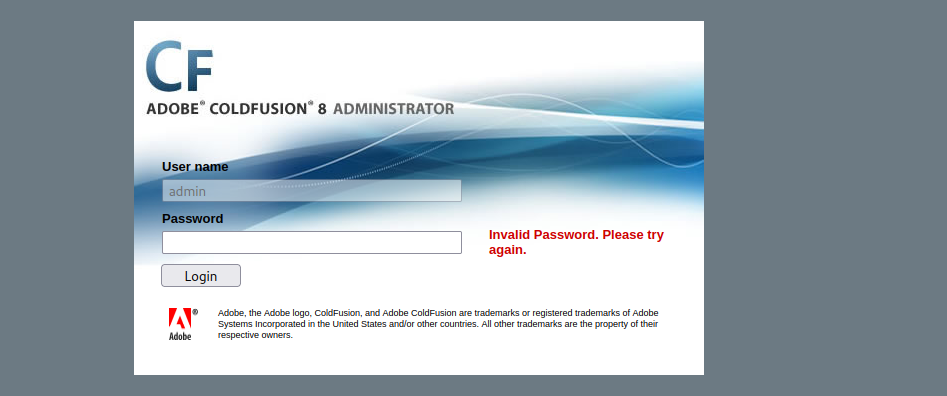 CF
ADOBE® COLDFUSION® 8 ADMINISTRATOR
User name
admin
Password
Invalid Password. Please try
again.
Login
Adobe, the Adobe logo, ColdFusion, and Adobe ColdFusion are trademarks or registered trademarks of Adobe
Systems Incorporated in the United States and/or other countries. All other trademarks are the property of their
respective owners.
®
Adobe